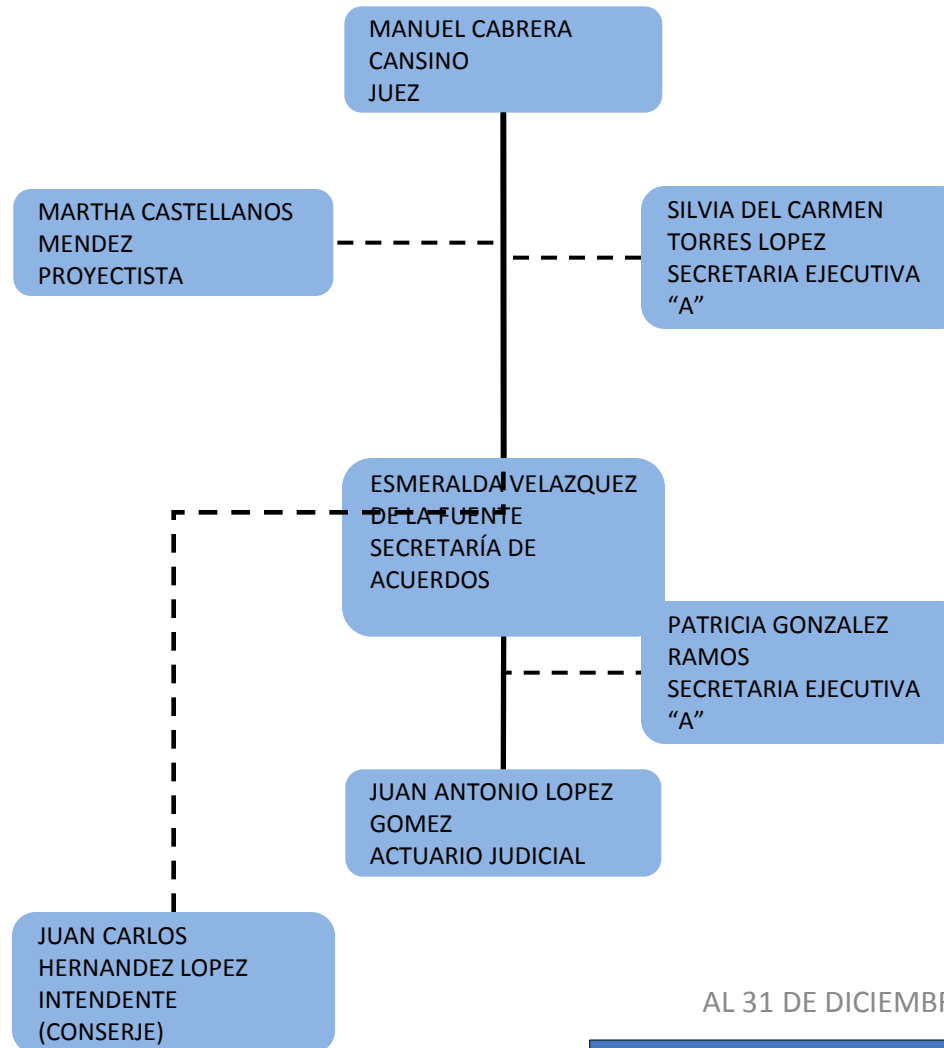 MANUEL CABRERA
CANSINO
JUEZ
MARTHA CASTELLANOS
MENDEZ
PROYECTISTA
SILVIA DEL CARMEN
TORRES LOPEZ
SECRETARIA EJECUTIVA
“A”
ESMERALDA VELAZQUEZ
DE LA FUENTE
SECRETARÍA DE
ACUERDOS
PATRICIA GONZALEZ
RAMOS
SECRETARIA EJECUTIVA
“A”
JUAN ANTONIO LOPEZ
GOMEZ
ACTUARIO JUDICIAL
JUAN CARLOS
HERNANDEZ LOPEZ
INTENDENTE
(CONSERJE)
AL 31 DE DICIEMBR